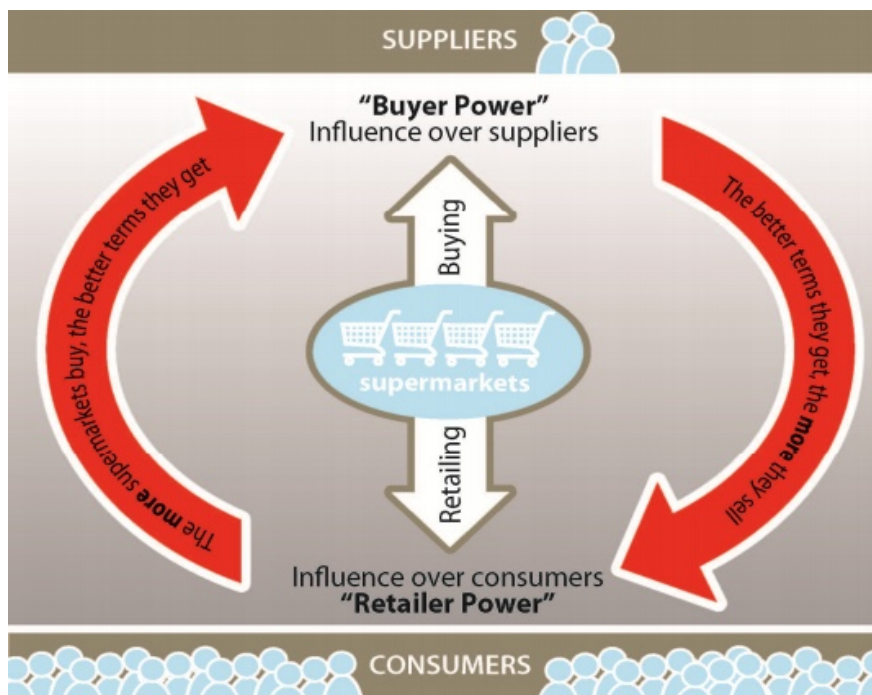 SUPPLIERS
“Buyer Power”
Influence over suppliers
The more supermarkets buy, the better terms they get
The better terms they get, the more they sell
Buying
supermarkets
Retailing
Influence over consumers
“Retailer Power”
CONSUMERS